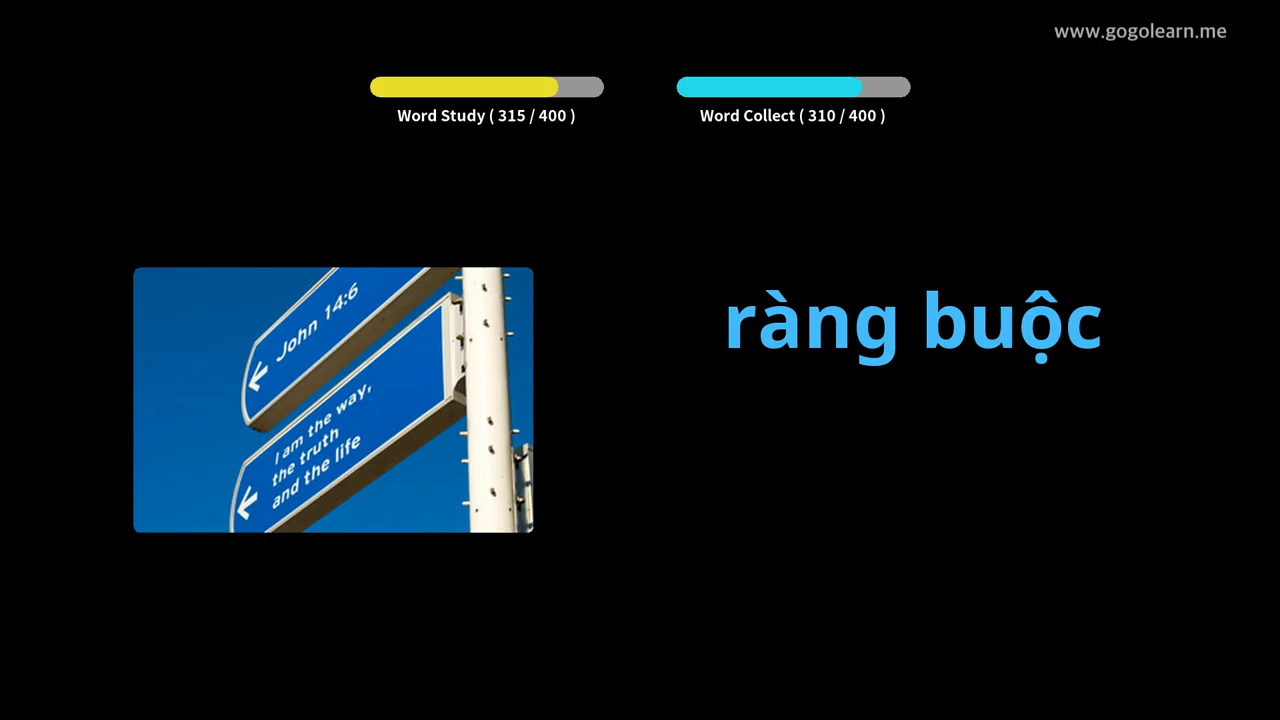 www.gogolearn.me
Word Study ( 315 / 400 )
Word Collect ( 310 / 400 )
John 14:6
I am the way,
the truth
and the life
ràng buộc